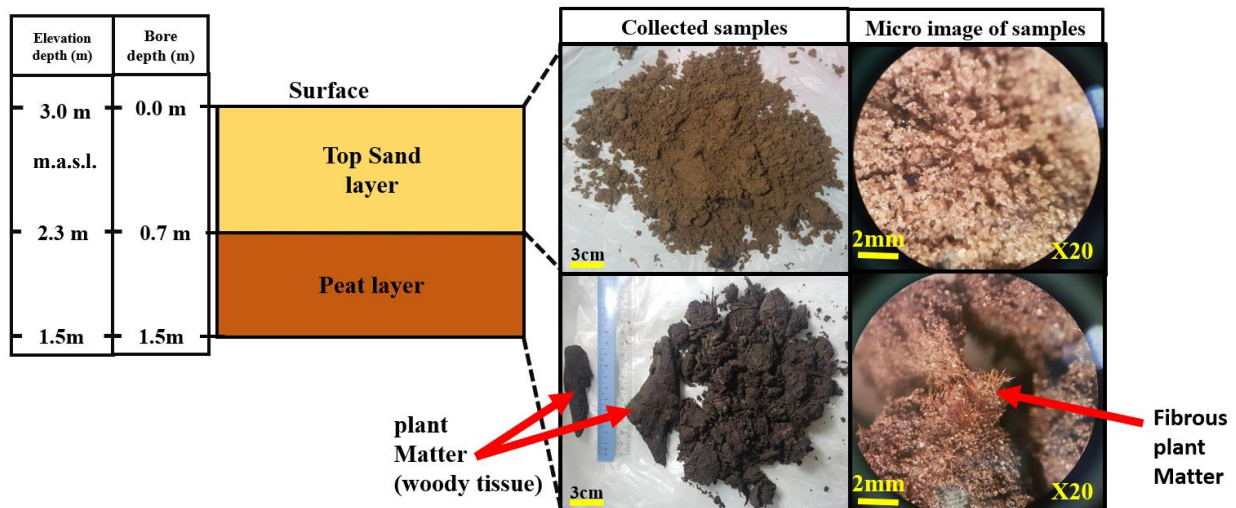 Elevation
depth (m)
Bore
depth (m)
3.0 m
m.a.s.l.
2.3 m
1.5m
0.0 m
0.7 m
1.5m
Surface
Top Sand
layer
Peat layer
Collected samples
Micro image of samples
3cm
2mm
X20
plant
Matter
(woody tissue)
3cm
2mm
X20
Fibrous
plant
Matter